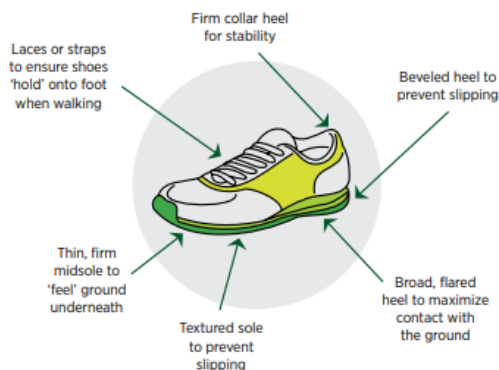 Firm collar heel
for stability
Laces or straps
to ensure shoes
‘hold’ onto foot
when walking
Beveled heel to
prevent slipping
Thin, firm
midsole to
‘feel’ ground
underneath
Textured sole
to prevent
slipping
Broad, flared
heel to maximize
contact with
the ground